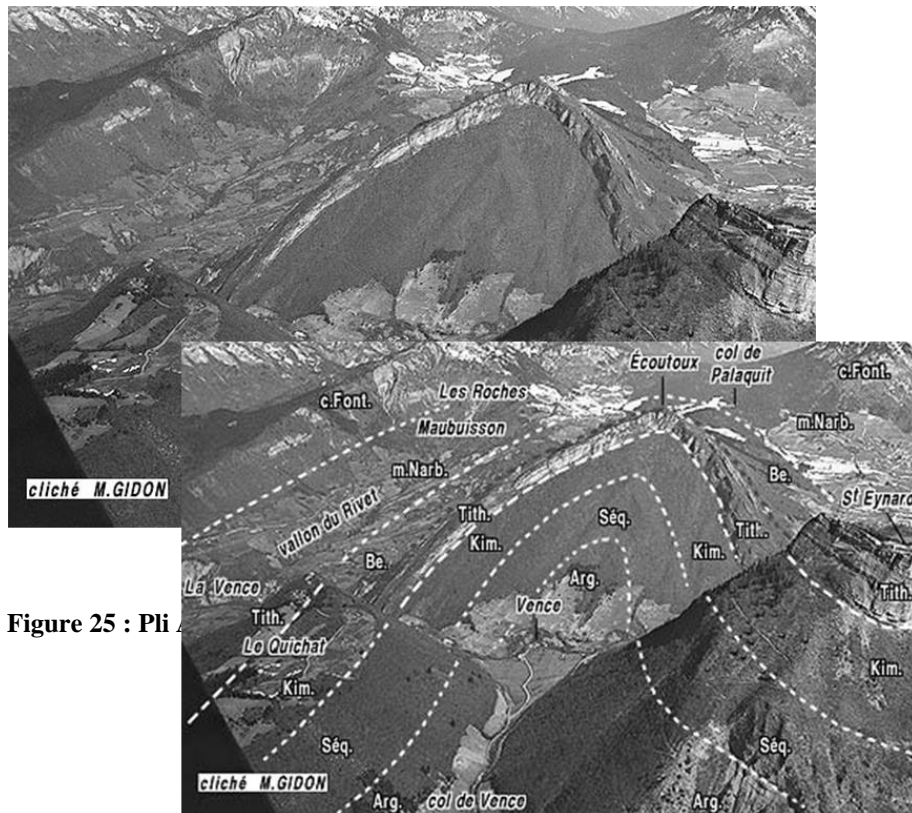 cliché M.GIDON
Figure 25 : Pli
Écoutoux
col de Palaquit
c.Font.
Les Roches
c.Font.
Maubuisson
m.Narb.
m.Narb.
Be.
St Eynard
vallon du Rivet
Tith.
Kim.
Séq.
Kim.
Tit..
Be.
Arg.
Tith.
La Vence
Vence
Tith.
Le Quichat
Kim.
Kim.
Séq.
Séq.
cliché M.GIDON
Arg.
col de Vence
Arg.